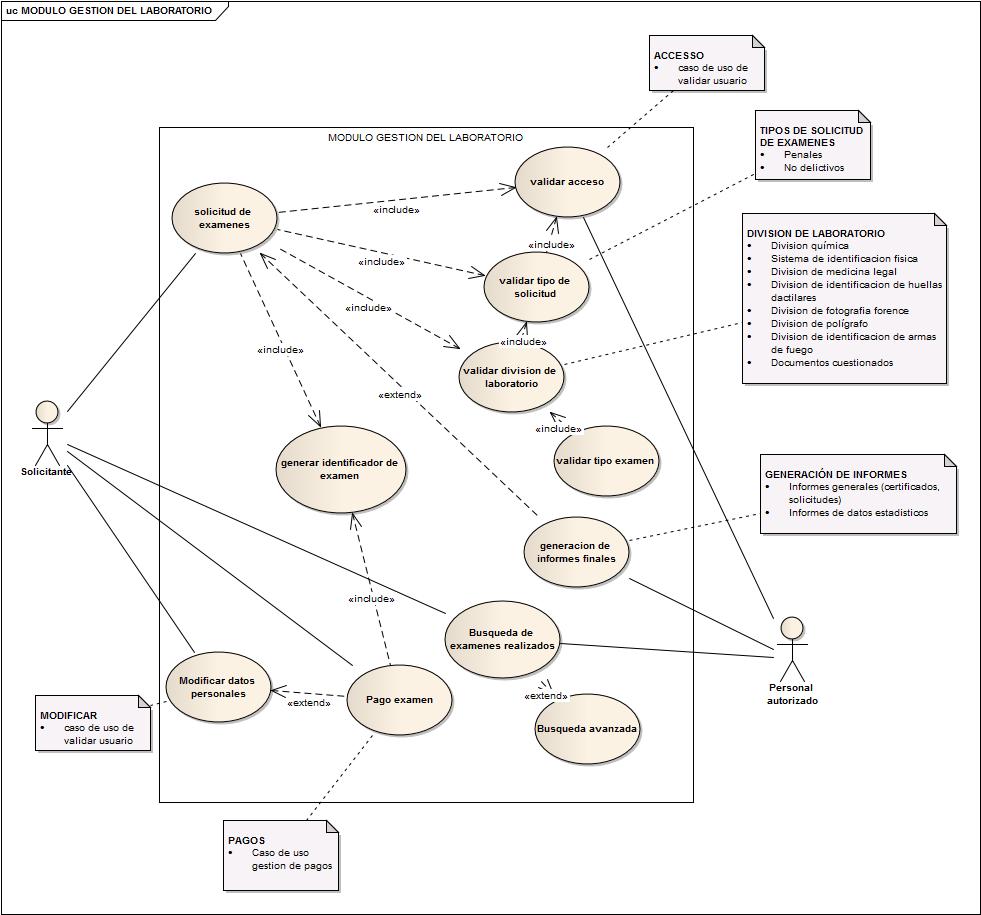 uc MODULO GESTION DEL LABORATORIO
ACCESSO
• caso de uso de
validar usuario
TIPOS DE SOLICITUD
DE EXAMENES
• Penales
• No delictivos
MODULO GESTION DEL LABORATORIO
validar acceso
solicitud de
examenes
«include»
«include»
«include»
«include»
validar tipo de
solicitud
DIVISION DE LABORATORIO
• Division química
• Sistema de identificacion fisica
• Division de medicina legal
• Division de identificacion de huellas
dactilares
• Division de fotografia forence
• Division de polígrafo
• Division de identificacion de armas
de fuego
• Documentos cuestionados
«include»
«include»
validar division de
laboratorio
«extend»
«include»
Solicitante
generar identificador de
examen
validar tipo examen
GENERACIÓN DE INFORMES
• Informes generales (certificados,
solicitudes)
• Informes de datos estadisticos
generacion de
informes finales
«include»
Busqueda de
examenes realizados
Personal
autorizado
Modificar datos
personales
«extend»
Pago examen
«extend»
Busqueda avanzada
MODIFICAR
• caso de uso de
validar usuario
PAGOS
• Caso de uso
gestion de pagos